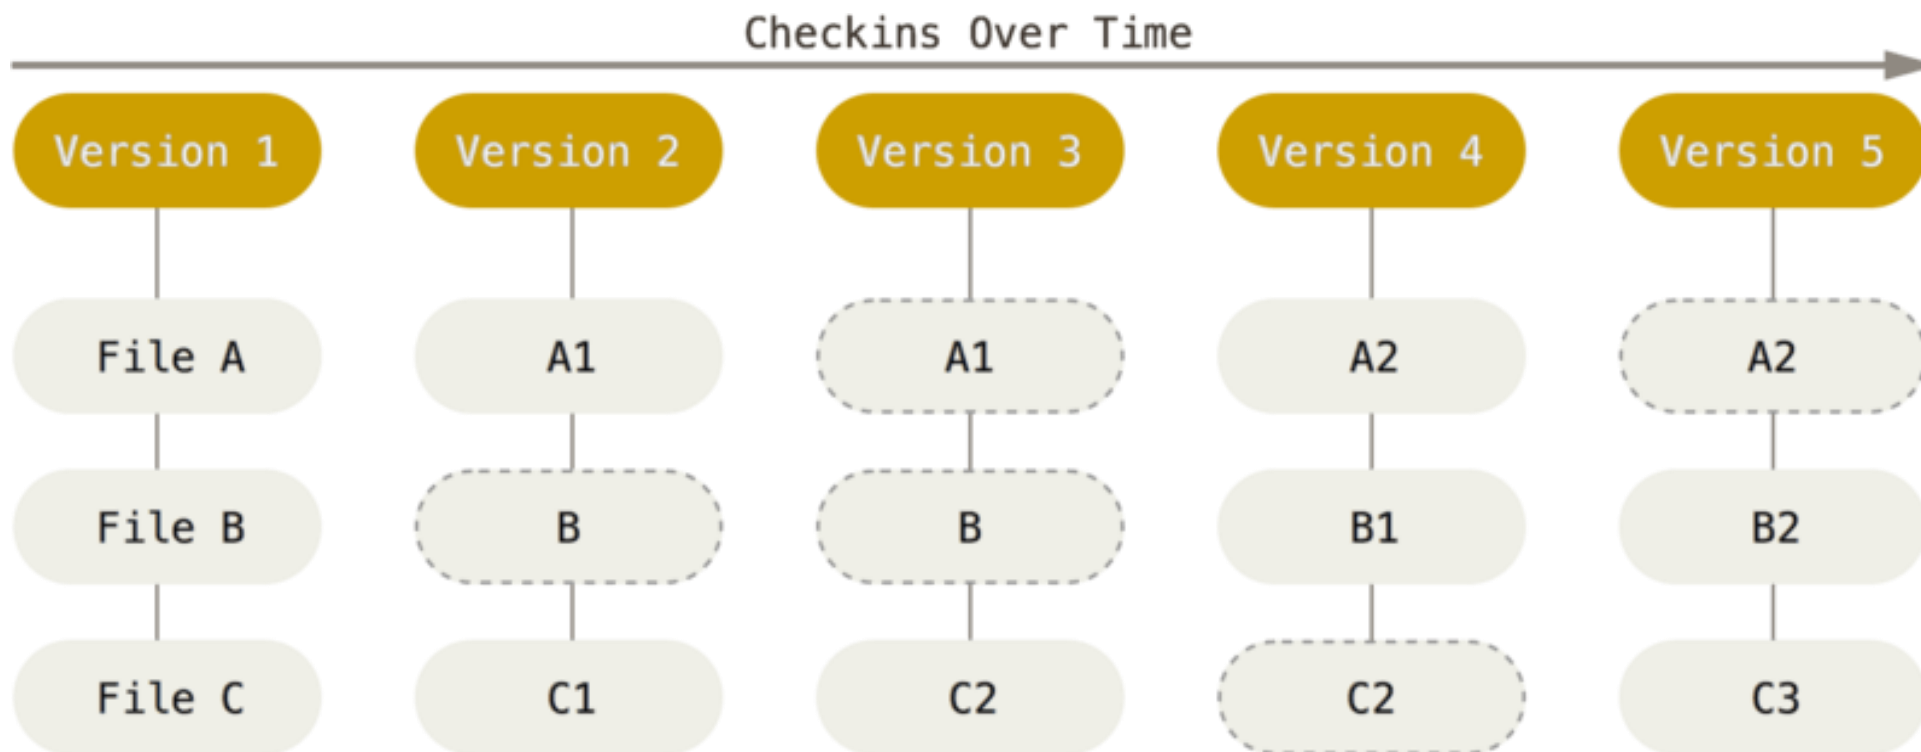 Checkins Over Time
Version 1 Version 2 Version 3 Version 4 Version 5
File A A1 A1 A2 A2
File B B B B1 B2
File C C1 C2 C2 C3